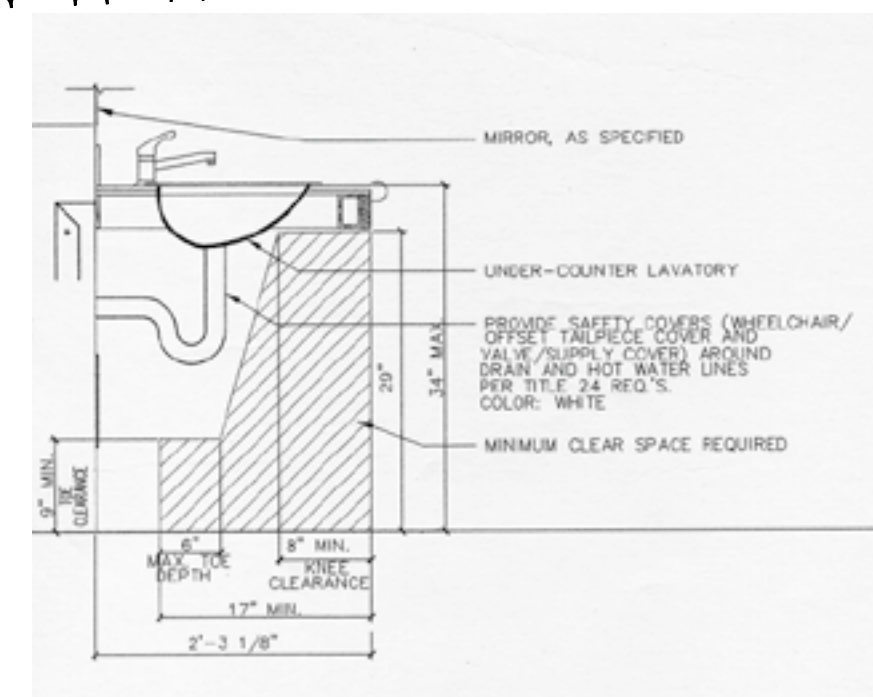 MIRROR, AS SPECIFIED
UNDER-COUNTER LAVATORY
PROVIDE SAFETY COVERS (WHEELCHAIR/
OFFSET TAILPIECE COVER AND
VALVE/SUPPLY COVER) AROUND
DRAIN AND HOT WATER LINES
PER TITLE 24 REQ'S.
COLOR: WHITE
MINIMUM CLEAR SPACE REQUIRED
29"
34" MAX.
9" MIN.
TOE
CLEARANCE
6"
MAX. TOE
DEPTH
8" MIN.
KNEE
CLEARANCE
17" MIN.
2'-3 1/8"